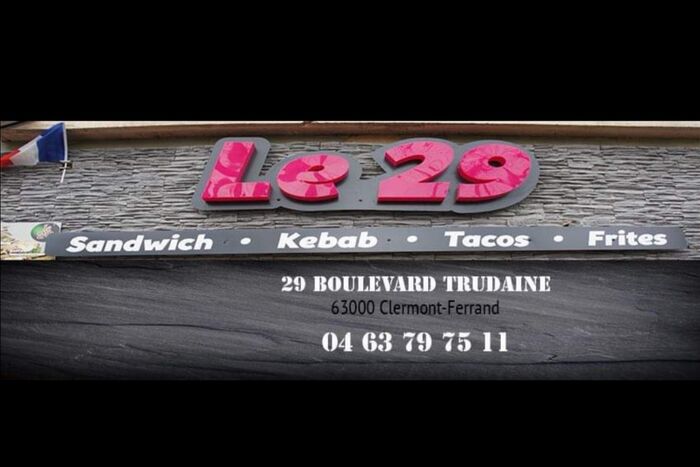 Le 29
Sandwich • Kebab • Tacos • Frites
29 BOULEVARD TRUDAINE
63000 Clermont-Ferrand
04 63 79 75 11